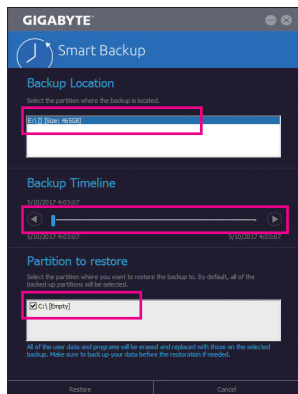 GIGABYTE™
Smart Backup
Backup Location
Select the partition where the backup is located.
E:\ [] [Size: 465GB]
Backup Timeline
5/10/2017 4:03:07
5/10/2017 4:03:07
5/10/2017 4:03:07
Partition to restore
Select the partition where you want to restore the backup to. By default, all of the
backed-up partitions will be selected.
C:\ [Empty]
All of the user data and programs will be erased and replaced with those on the selected
backup. Make sure to back up your data before the restoration if needed.
Restore
Cancel